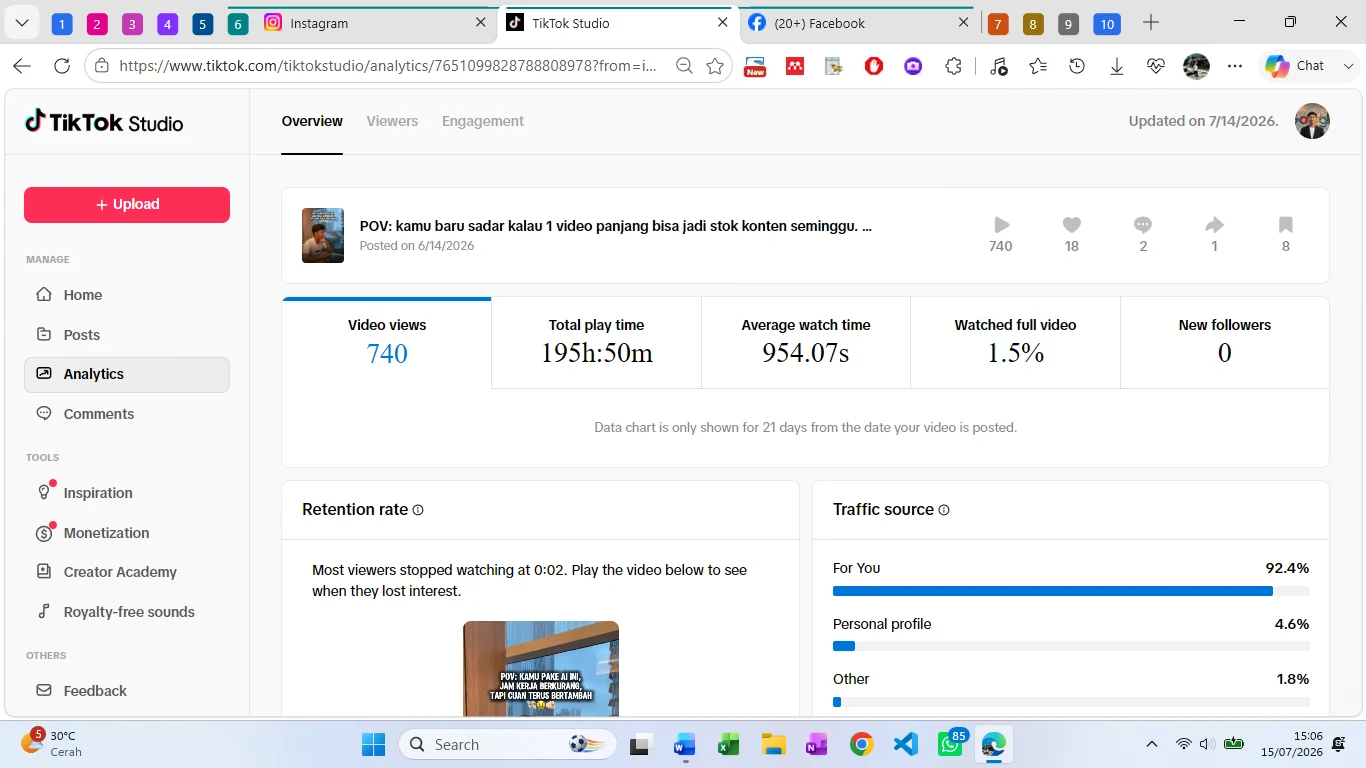 1
2
3
4
5
6
Instagram
TikTok Studio
(20+) Facebook
7
8
9
10
https://www.tiktok.com/tiktokstudio/analytics/7651099828788808978?from=i...
New
Chat
TikTok Studio
Overview
Viewers
Engagement
Updated on 7/14/2026.
+ Upload
MANAGE
Home
Posts
Analytics
Comments
TOOLS
Inspiration
Monetization
Creator Academy
Royalty-free sounds
OTHERS
Feedback
POV: kamu baru sadar kalau 1 video panjang bisa jadi stok konten seminggu. ...
Posted on 6/14/2026
740
18
2
1
8
Video views
740
Total play time
195h:50m
Average watch time
954.07s
Watched full video
1.5%
New followers
0
Data chart is only shown for 21 days from the date your video is posted.
Retention rate
Most viewers stopped watching at 0:02. Play the video below to see
when they lost interest.
POV: KAMU PAKE AI INI,
JAM KERJA BERKURANG,
TAPI CUAN TERUS BERTAMBAH
Traffic source
For You
92.4%
Personal profile
4.6%
Other
1.8%
5
30°C
Cerah
Search
85
15:06
15/07/2026